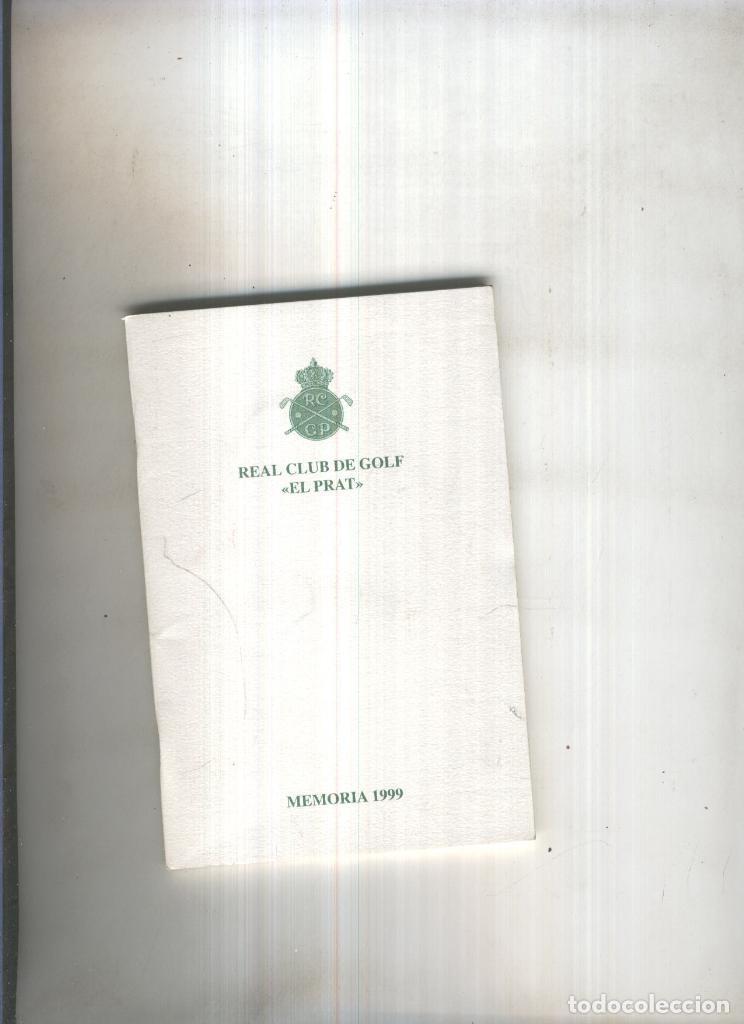 RC
GP
REAL CLUB DE GOLF
«EL PRAT»
MEMORIA 1999
todocoleccion